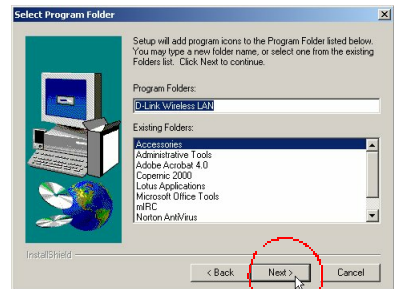 Select Program Folder
Setup will add program icons to the Program Folder listed below.
You may type a new folder name, or select one from the existing
Folders list. Click Next to continue.
Program Folders:
D-Link Wireless LAN
Existing Folders:
Accessories
Administrative Tools
Adobe Acrobat 4.0
Copernic 2000
Lotus Applications
Microsoft Office Tools
mIRC
Norton AntiVirus
InstallShield
< Back
Next >
Cancel